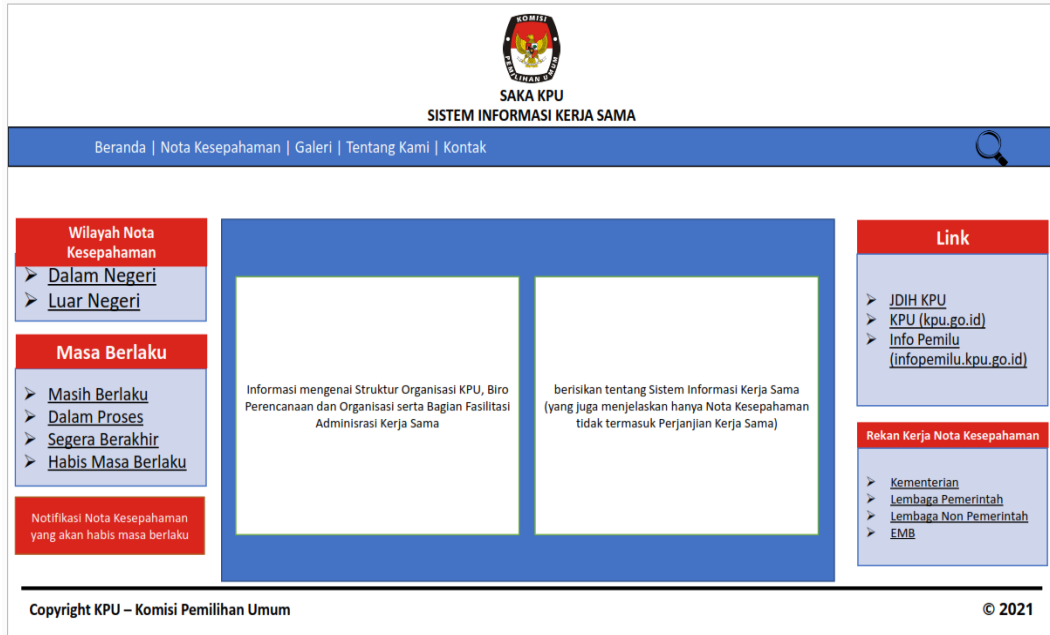 KOMISI
PEMILIHAN UMUM
SAKA KPU
SISTEM INFORMASI KERJA SAMA
Beranda | Nota Kesepahaman | Galeri | Tentang Kami | Kontak
Wilayah Nota
Kesepahaman
➢ Dalam Negeri
➢ Luar Negeri
Masa Berlaku
➢ Masih Berlaku
➢ Dalam Proses
➢ Segera Berakhir
➢ Habis Masa Berlaku
Notifikasi Nota Kesepahaman
yang akan habis masa berlaku
Informasi mengenai Struktur Organisasi KPU, Biro
Perencanaan dan Organisasi serta Bagian Fasilitasi
Adminisrasi Kerja Sama
berisikan tentang Sistem Informasi Kerja Sama
(yang juga menjelaskan hanya Nota Kesepahaman
tidak termasuk Perjanjian Kerja Sama)
Link
➢ JDIH KPU
➢ KPU (kpu.go.id)
➢ Info Pemilu
(infopemilu.kpu.go.id)
Rekan Kerja Nota Kesepahaman
➢ Kementerian
➢ Lembaga Pemerintah
➢ Lembaga Non Pemerintah
➢ EMB
Copyright KPU – Komisi Pemilihan Umum
© 2021